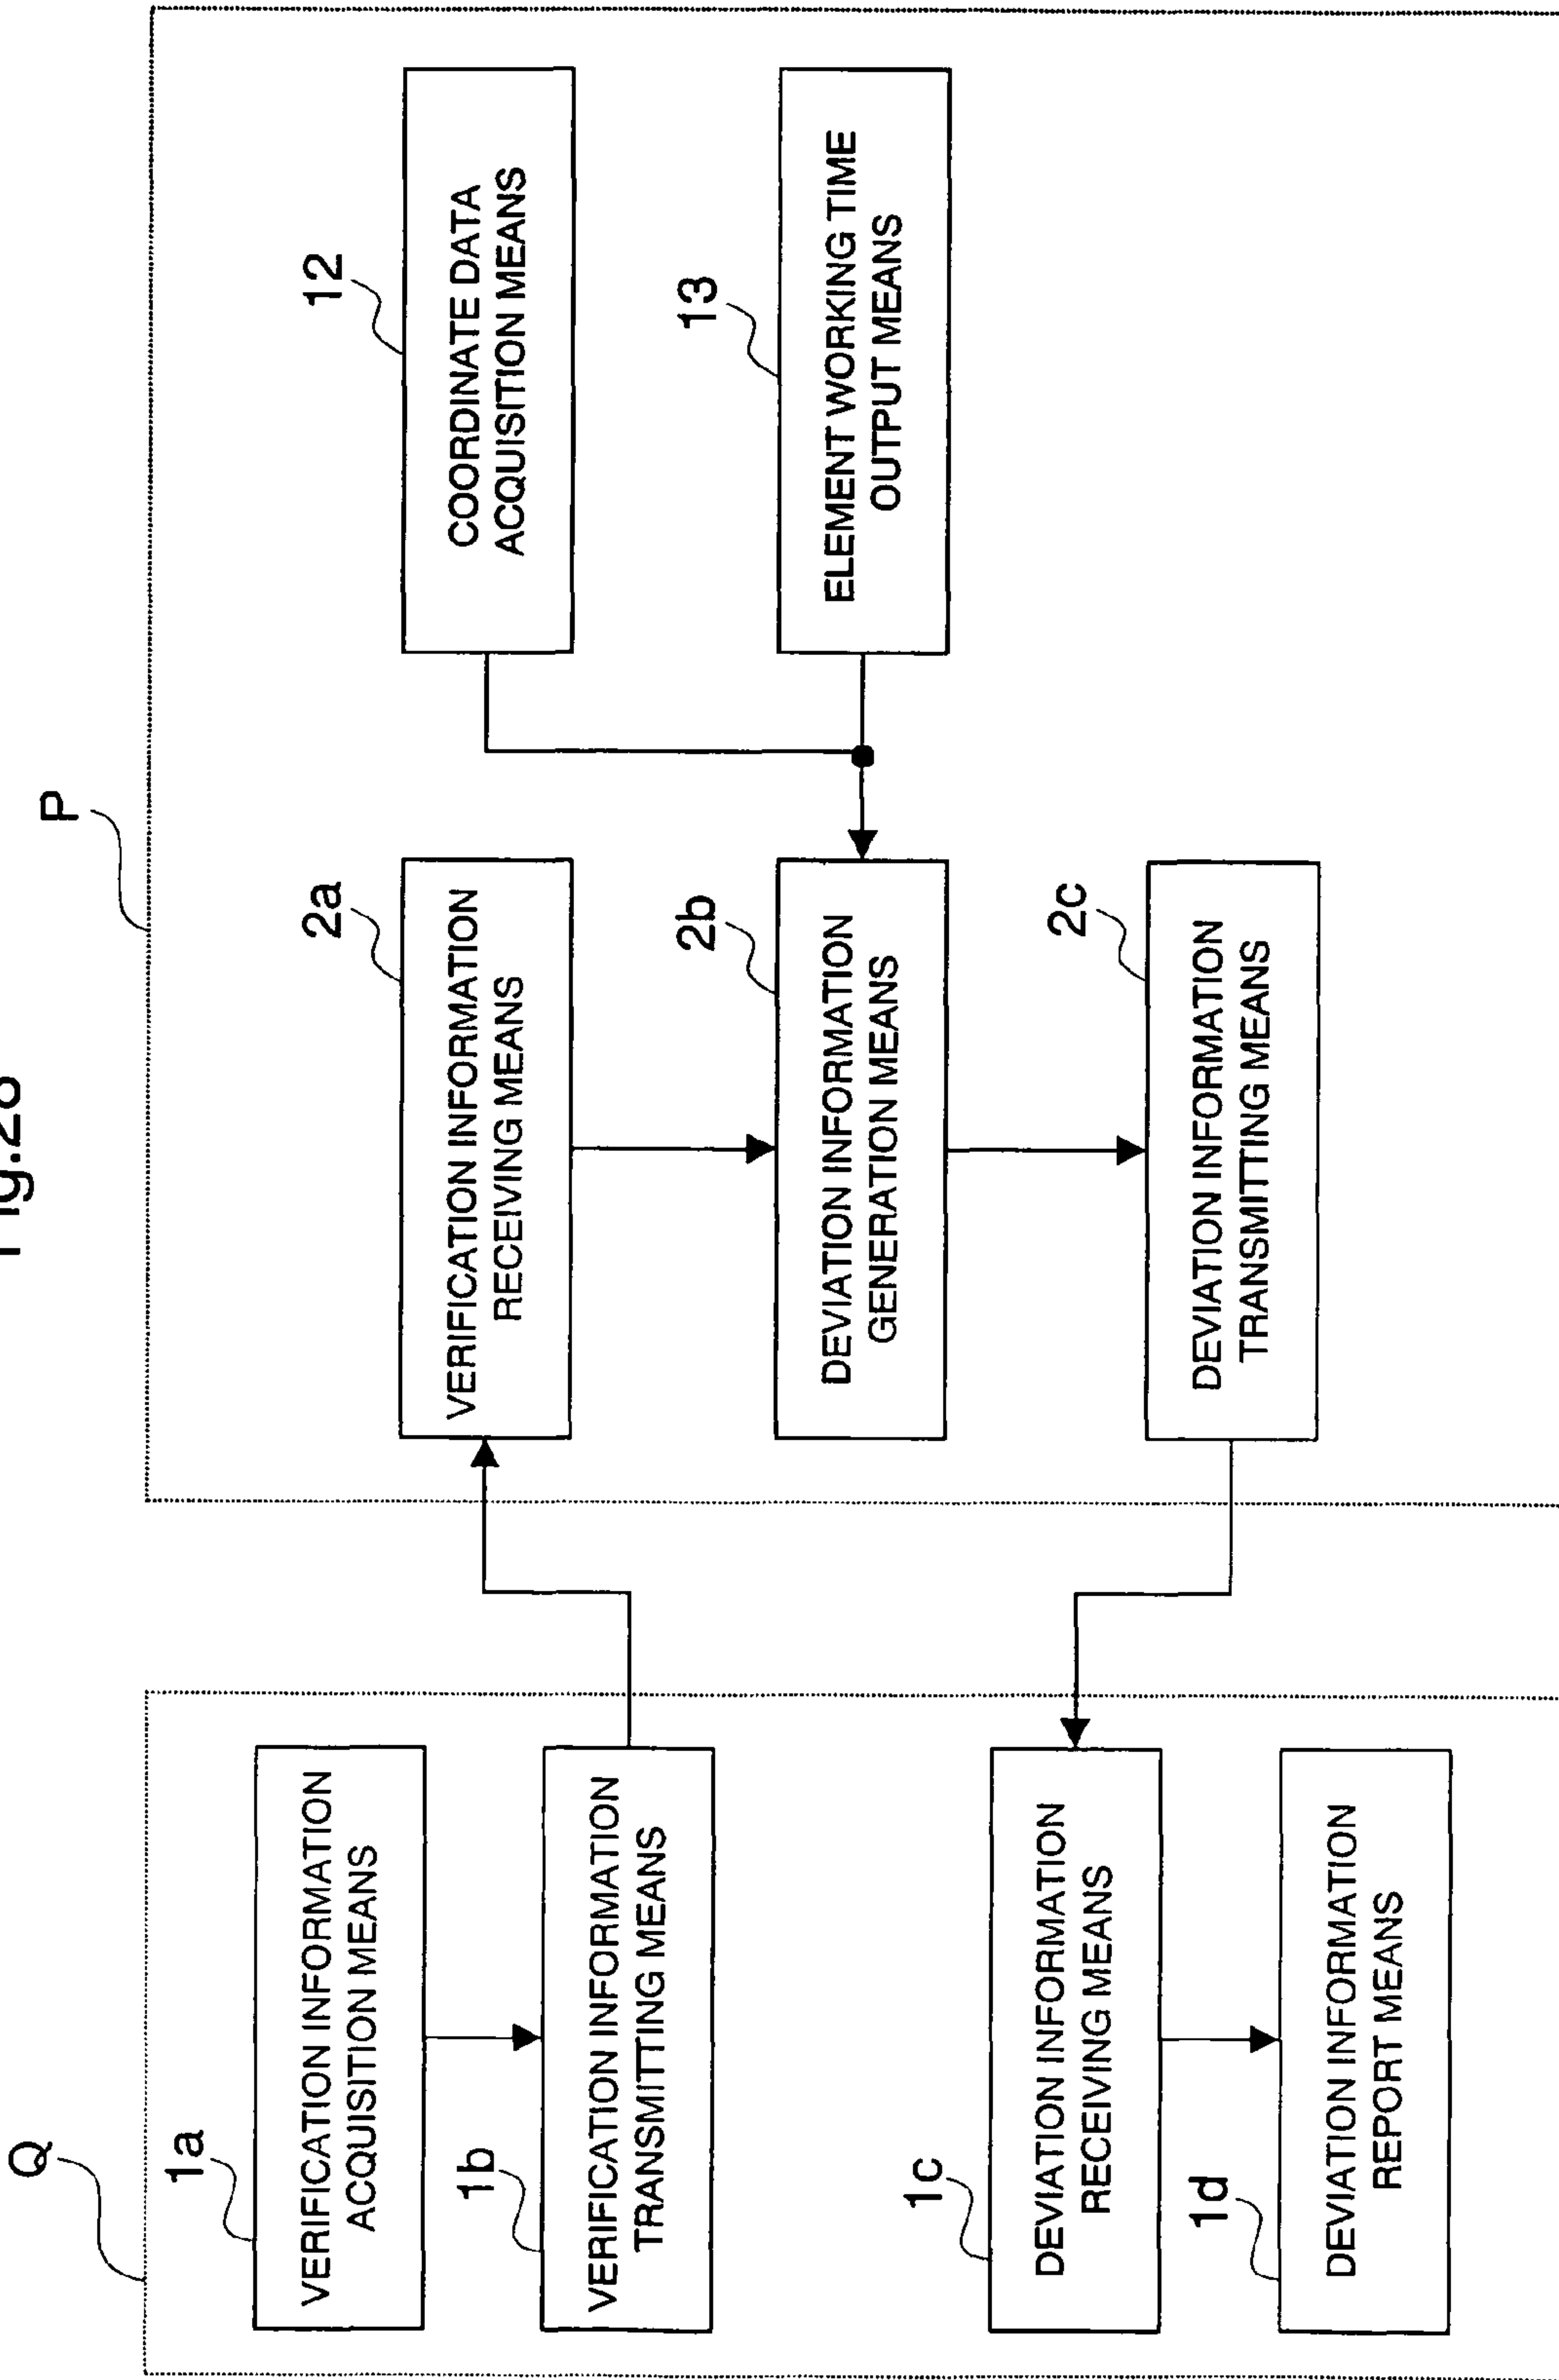 Fig.28
Q
1a
VERIFICATION INFORMATION
ACQUISITION MEANS
1b
VERIFICATION INFORMATION
TRANSMITTING MEANS
1c
DEVIATION INFORMATION
RECEIVING MEANS
1d
DEVIATION INFORMATION
REPORT MEANS
P
2a
VERIFICATION INFORMATION
RECEIVING MEANS
2b
DEVIATION INFORMATION
GENERATION MEANS
2c
DEVIATION INFORMATION
TRANSMITTING MEANS
12
COORDINATE DATA
ACQUISITION MEANS
13
ELEMENT WORKING TIME
OUTPUT MEANS